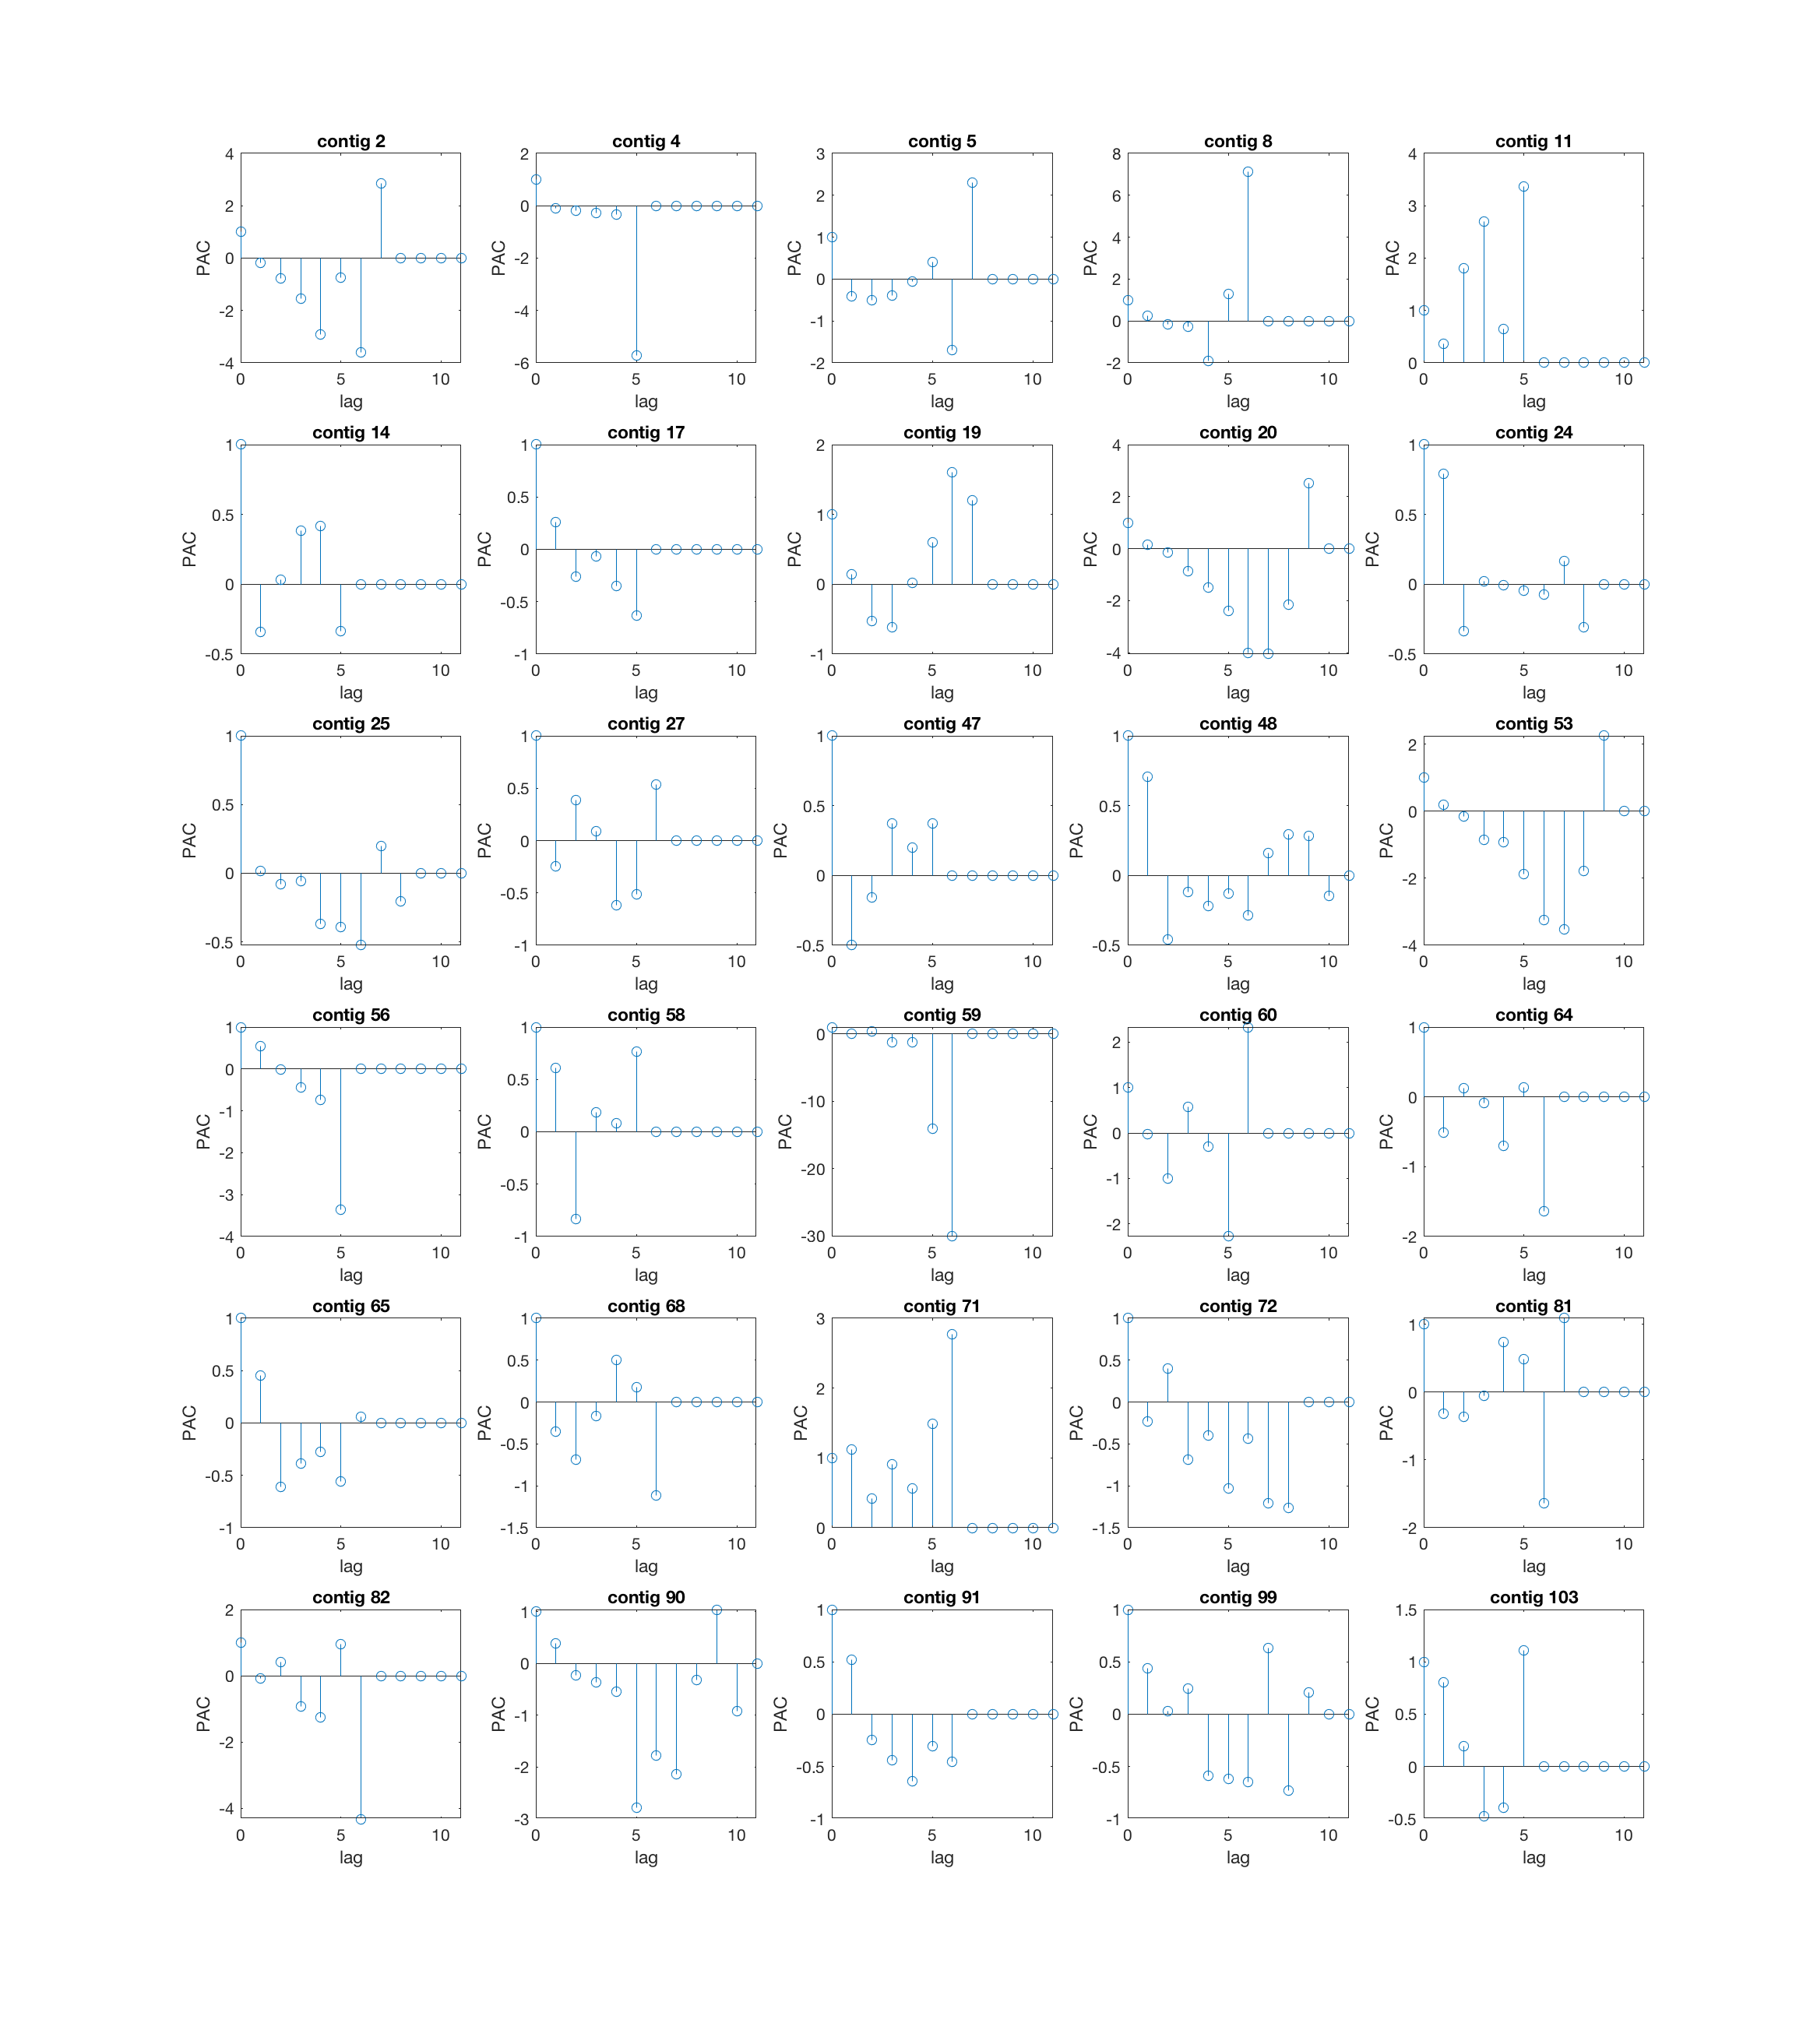 contig 2
4
2
0
-2
-4
PAC
0 5 10
lag
contig 4
2
0
-2
-4
-6
PAC
0 5 10
lag
contig 5
3
2
1
0
-1
-2
PAC
0 5 10
lag
contig 8
8
6
4
2
0
-2
PAC
0 5 10
lag
contig 11
4
3
2
1
0
PAC
0 5 10
lag
contig 14
1
0.5
0
-0.5
PAC
0 5 10
lag
contig 17
1
0.5
0
-0.5
-1
PAC
0 5 10
lag
contig 19
2
1
0
-1
PAC
0 5 10
lag
contig 20
4
2
0
-2
-4
PAC
0 5 10
lag
contig 24
1
0.5
0
-0.5
PAC
0 5 10
lag
contig 25
1
0.5
0
-0.5
PAC
0 5 10
lag
contig 27
1
0.5
0
-0.5
-1
PAC
0 5 10
lag
contig 47
1
0.5
0
-0.5
PAC
0 5 10
lag
contig 48
1
0.5
0
-0.5
PAC
0 5 10
lag
contig 53
2
0
-2
-4
PAC
0 5 10
lag
contig 56
1
0
-1
-2
-3
-4
PAC
0 5 10
lag
contig 58
1
0.5
0
-0.5
-1
PAC
0 5 10
lag
contig 59
0
-10
-20
-30
PAC
0 5 10
lag
contig 60
2
1
0
-1
-2
PAC
0 5 10
lag
contig 64
1
0
-1
-2
PAC
0 5 10
lag
contig 65
1
0.5
0
-0.5
-1
PAC
0 5 10
lag
contig 68
1
0.5
0
-0.5
-1
-1.5
PAC
0 5 10
lag
contig 71
3
2
1
0
PAC
0 5 10
lag
contig 72
1
0.5
0
-0.5
-1
-1.5
PAC
0 5 10
lag
contig 81
1
0
-1
-2
PAC
0 5 10
lag
contig 82
2
0
-2
-4
PAC
0 5 10
lag
contig 90
1
0
-1
-2
-3
PAC
0 5 10
lag
contig 91
1
0.5
0
-0.5
-1
PAC
0 5 10
lag
contig 99
1
0.5
0
-0.5
-1
PAC
0 5 10
lag
contig 103
1.5
1
0.5
0
-0.5
PAC
0 5 10
lag